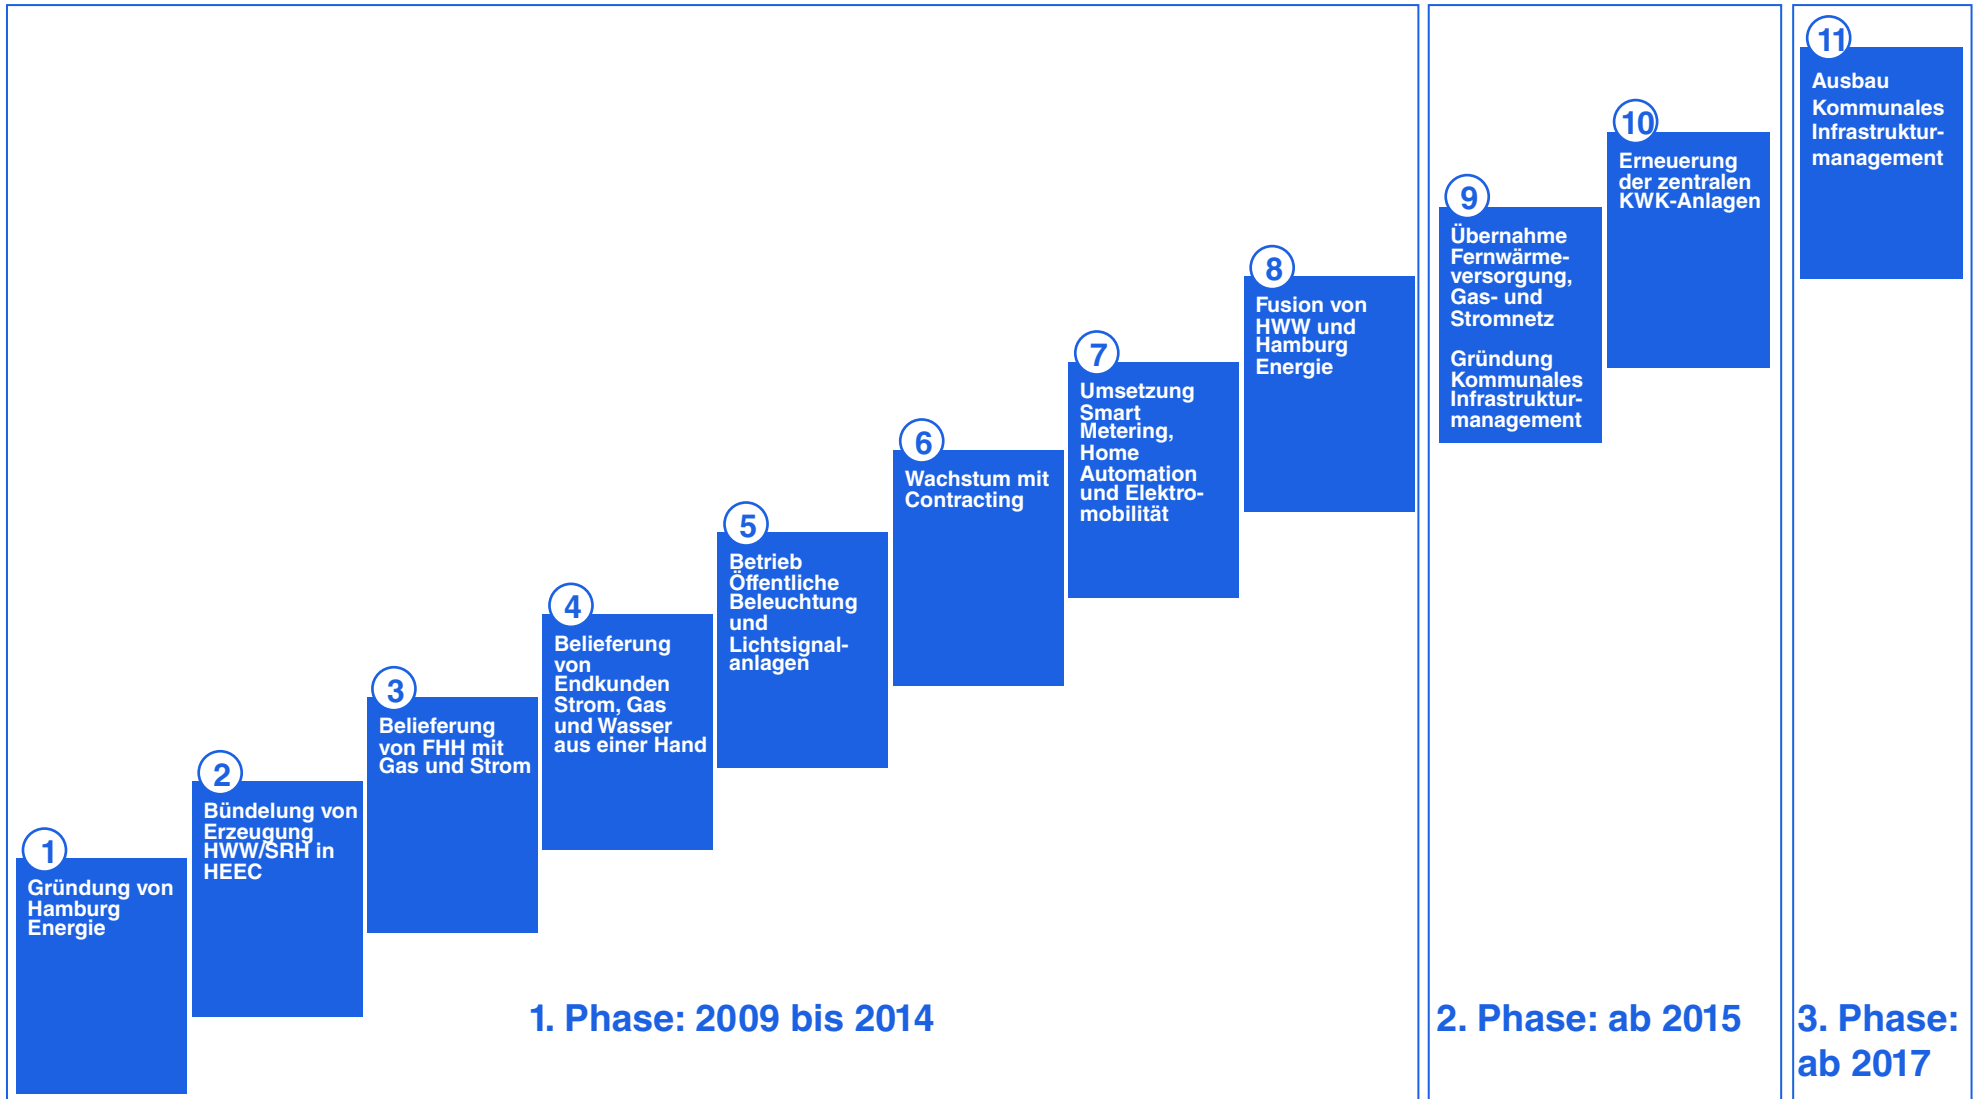 1
Gründung von
Hamburg
Energie
2
Bündelung von
Erzeugung
HWW/SRH in
HEEC
3
Belieferung
von FHH mit
Gas und Strom
4
Belieferung
von
Endkunden
Strom, Gas
und Wasser
aus einer Hand
5
Betrieb
Öffentliche
Beleuchtung
und
Lichtsignal-
anlagen
6
Wachstum mit
Contracting
7
Umsetzung
Smart
Metering,
Home
Automation
und Elektro-
mobilität
8
Fusion von
HWW und
Hamburg
Energie
1. Phase: 2009 bis 2014
9
Übernahme
Fernwärme-
versorgung,
Gas- und
Stromnetz
Gründung
Kommunales
Infrastruktur-
management
10
Erneuerung
der zentralen
KWK-Anlagen
2. Phase: ab 2015
11
Ausbau
Kommunales
Infrastruktur-
management
3. Phase:
ab 2017